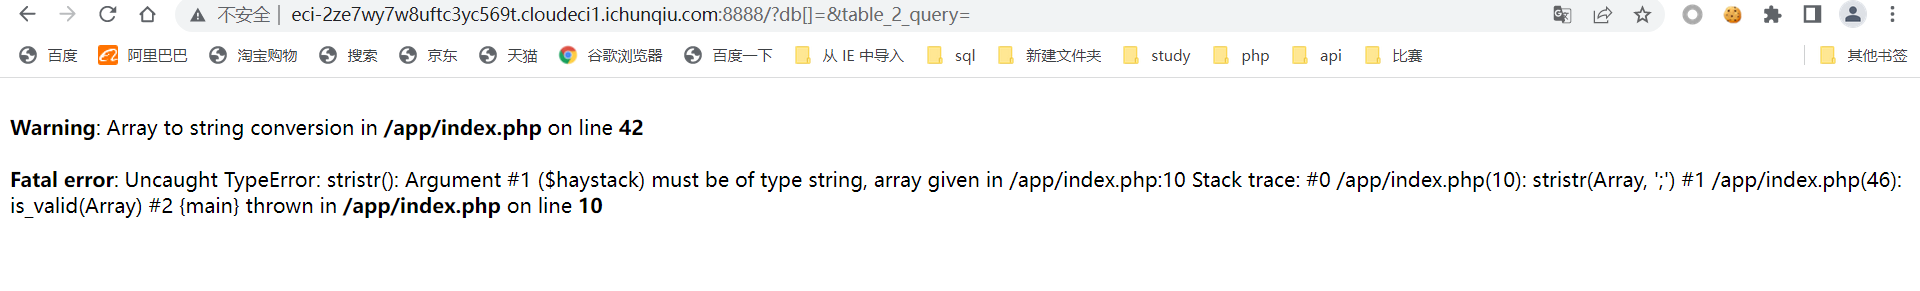 不安全 eci-2ze7wy7w8uftc3yc569t.cloudeci1.ichunqiu.com:8888/?db[]=&table_2_query=
百度 阿里巴巴 淘宝购物 搜索 京东 天猫 谷歌浏览器 百度一下 从 IE 中导入 sql 新建文件夹 study php api 比赛 其他书签
Warning: Array to string conversion in /app/index.php on line 42
Fatal error: Uncaught TypeError: stristr(): Argument #1 ($haystack) must be of type string, array given in /app/index.php:10 Stack trace: #0 /app/index.php(10): stristr(Array, ';') #1 /app/index.php(46):
is_valid(Array) #2 {main} thrown in /app/index.php on line 10